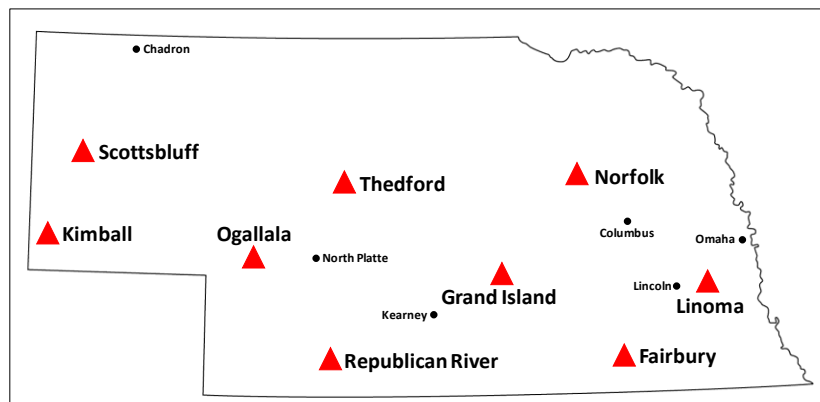 Chadron
Scottsbluff
Thedford
Norfolk
Columbus
Kimball
Ogallala
Omaha
North Platte
Lincoln
Grand Island
Linoma
Kearney
Republican River
Fairbury